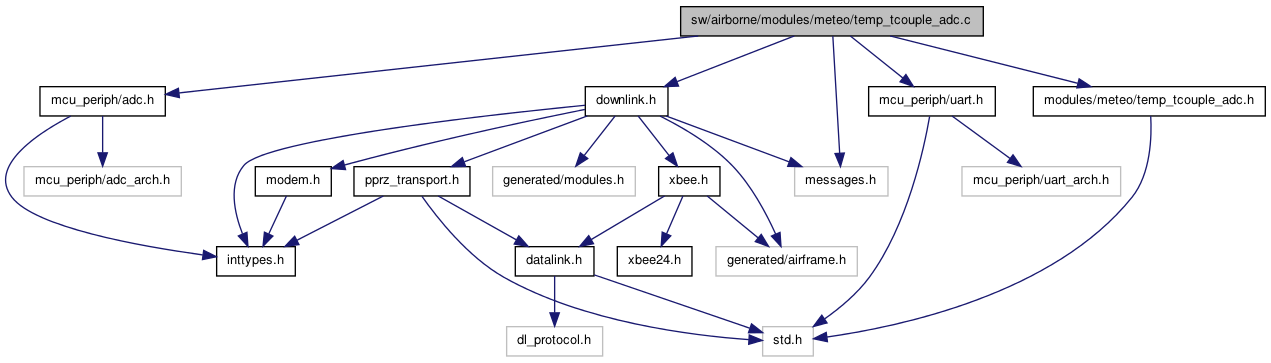 sw/airborne/modules/meteo/temp_tcouple_adc.c
mcu_periph/adc.h
downlink.h
mcu_periph/uart.h
modules/meteo/temp_tcouple_adc.h
mcu_periph/adc_arch.h
modem.h
pprz_transport.h
generated/modules.h
xbee.h
messages.h
mcu_periph/uart_arch.h
inttypes.h
datalink.h
xbee24.h
generated/airframe.h
dl_protocol.h
std.h